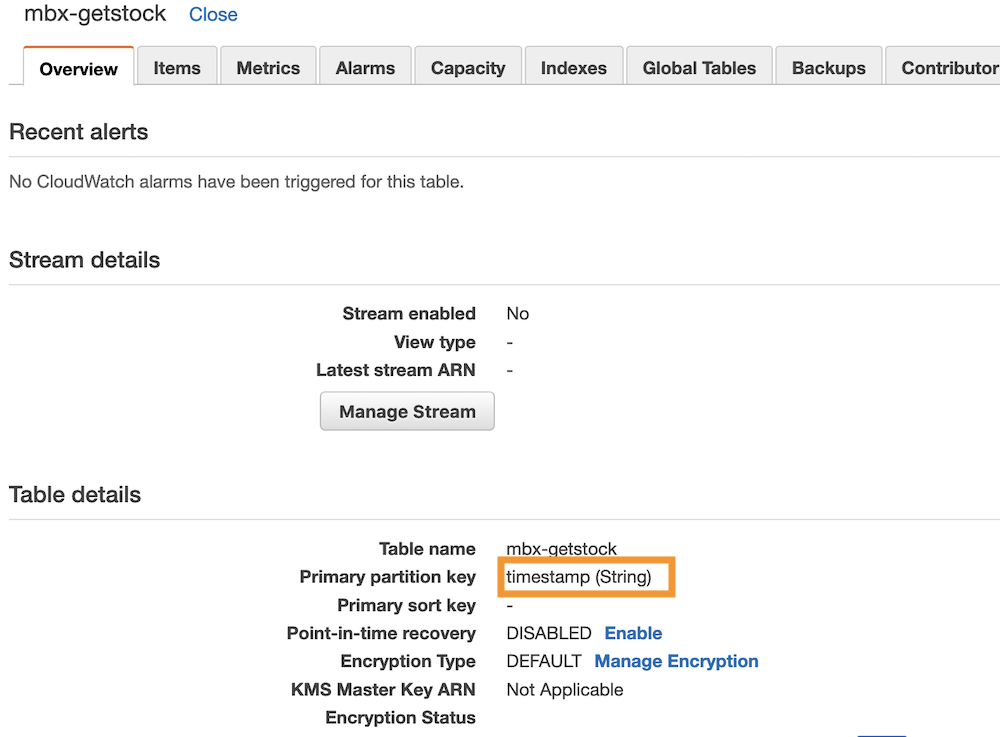 mbx-getstock Close
Overview Items Metrics Alarms Capacity Indexes Global Tables Backups Contributor
Recent alerts
No CloudWatch alarms have been triggered for this table.
Stream details
Stream enabled No
View type -
Latest stream ARN -
Manage Stream
Table details
Table name mbx-getstock
Primary partition key timestamp (String)
Primary sort key -
Point-in-time recovery DISABLED Enable
Encryption Type DEFAULT Manage Encryption
KMS Master Key ARN Not Applicable
Encryption Status